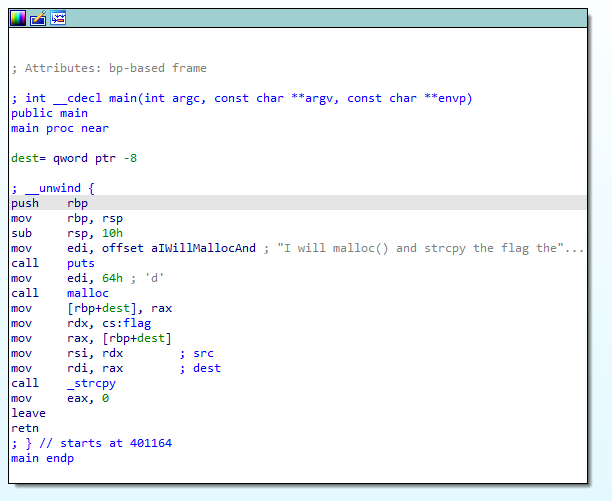 ; Attributes: bp-based frame
; int __cdecl main(int argc, const char **argv, const char **envp)
public main
main proc near
dest= qword ptr -8
; __unwind {
push    rbp
mov     rbp, rsp
sub     rsp, 10h
mov     edi, offset aIWillMallocAnd ; "I will malloc() and strcpy the flag the"...
call    puts
mov     edi, 64h ; 'd'
call    malloc
mov     [rbp+dest], rax
mov     rdx, cs:flag
mov     rax, [rbp+dest]
mov     rsi, rdx        ; src
mov     rdi, rax        ; dest
call    _strcpy
mov     eax, 0
leave
retn
; } // starts at 401164
main endp